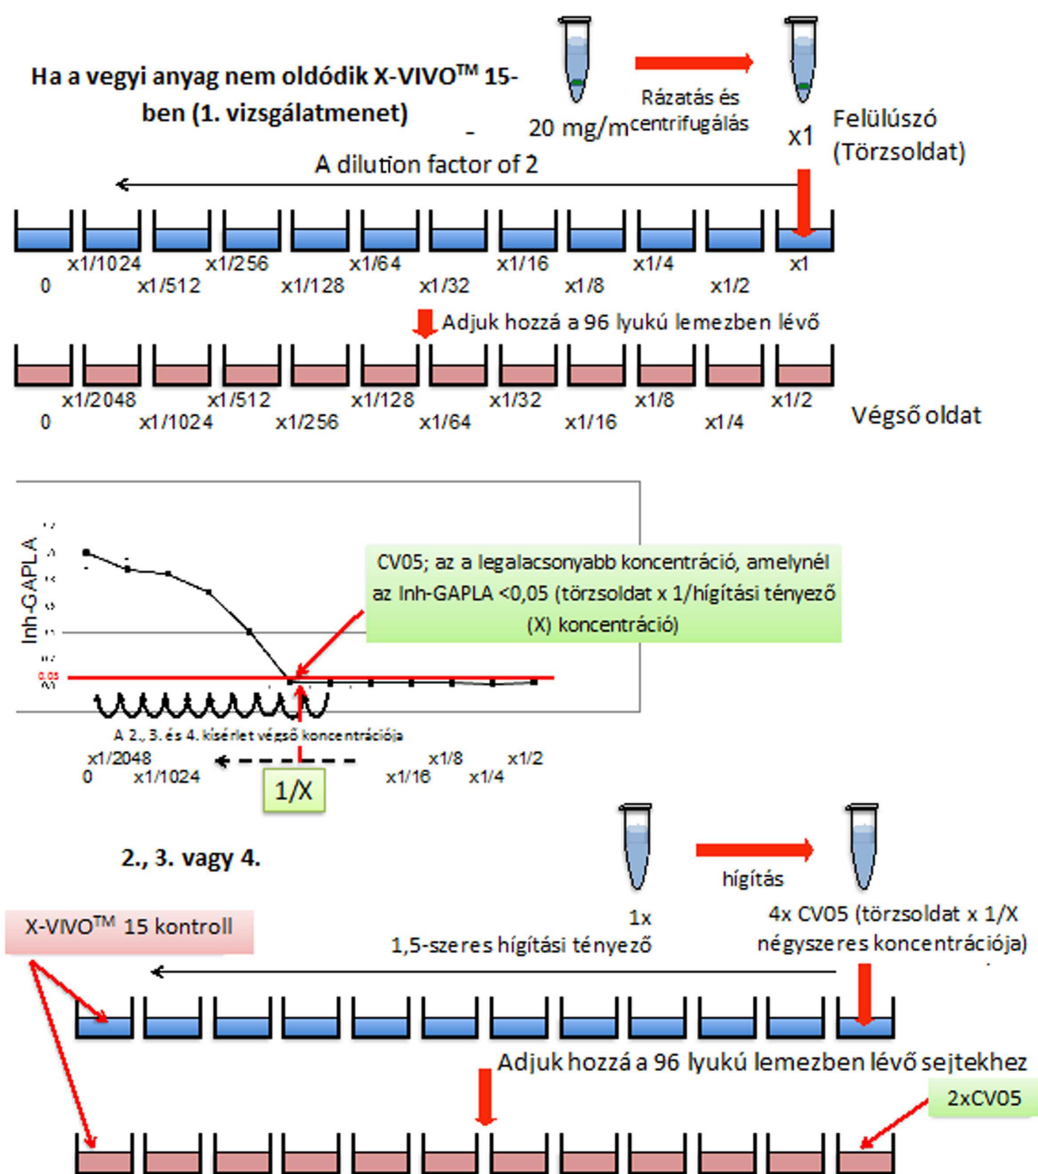 Ha a vegyi anyag nem oldódik X-VIVO™ 15-
ben (1. vizsgálatmenet)
20 mg/m
Rázatás és
centrifugálás
x1
Felülúszó
(Törzsoldat)
A dilution factor of 2
x1/1024 x1/256 x1/64 x1/16 x1/4 x1
0 x1/512 x1/128 x1/32 x1/8 x1/2
Adjuk hozzá a 96 lyukú lemezben lévő
x1/2048 x1/512 x1/128 x1/32 x1/8 x1/2
0 x1/1024 x1/256 x1/64 x1/16 x1/4
Végső oldat
Inh-GAPLA
0.05
CV05; az a legalacsonyabb koncentráció, amelynél
az Inh-GAPLA <0,05 (törzsoldat x 1/hígítási tényező
(X) koncentráció)
A 2., 3. és 4. kísérlet végső koncentrációja
x1/2048 x1/8 x1/2
0 x1/1024 x1/16 x1/4
1/X
2., 3. vagy 4.
hígítás
X-VIVO™ 15 kontroll
1x
1,5-szeres hígítási tényező
4x CV05 (törzsoldat x 1/X
négyszeres koncentrációja)
Adjuk hozzá a 96 lyukú lemezben lévő sejtekhez
2xCV05